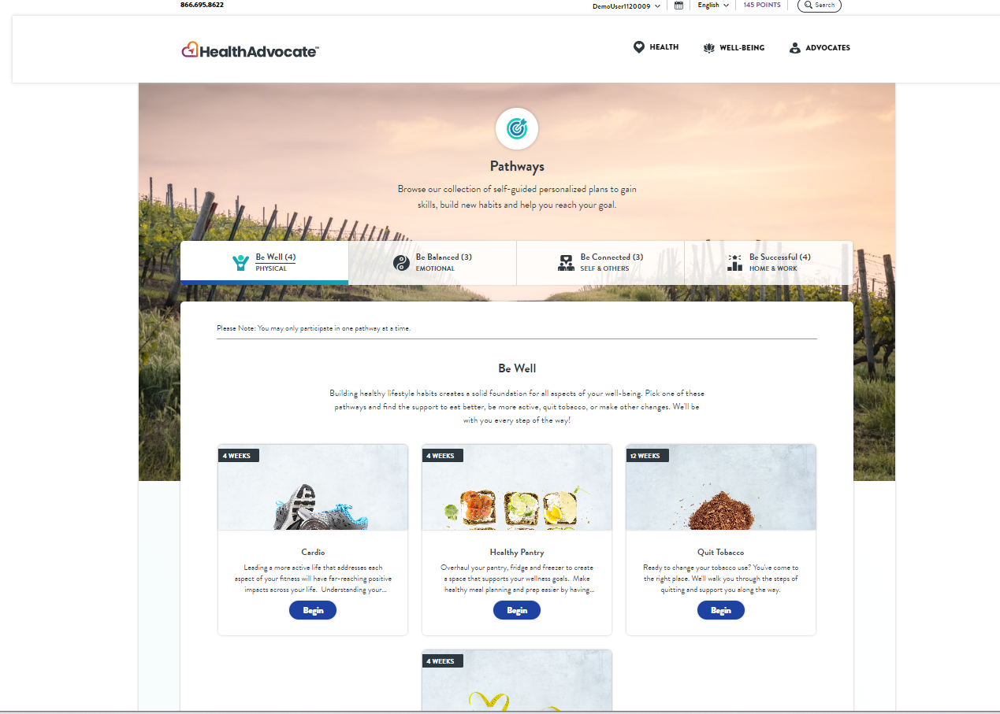 866.695.8622
DemoUser1120009
English
145 POINTS
Search
HealthAdvocate™
HEALTH
WELL-BEING
ADVOCATES
Pathways
Browse our collection of self-guided personalized plans to gain
skills, build new habits and help you reach your goal.
Be Well (4)
PHYSICAL
Be Balanced (3)
EMOTIONAL
Be Connected (3)
SELF & OTHERS
Be Successful (4)
HOME & WORK
Please Note: You may only participate in one pathway at a time.
Be Well
Building healthy lifestyle habits creates a solid foundation for all aspects of your well-being. Pick one of these
pathways and find the support to eat better, be more active, quit tobacco, or make other changes. We'll be
with you every step of the way!
4 WEEKS
Cardio
Leading a more active life that addresses each
aspect of your fitness will have far-reaching positive
impacts across your life. Understanding your...
Begin
4 WEEKS
Healthy Pantry
Overhaul your pantry, fridge and freezer to create
a space that supports your wellness goals. Make
healthy meal planning and prep easier by having...
Begin
12 WEEKS
Quit Tobacco
Ready to change your tobacco use? You've come to
the right place. We'll walk you through the steps of
quitting and support you along the way.
Begin
4 WEEKS